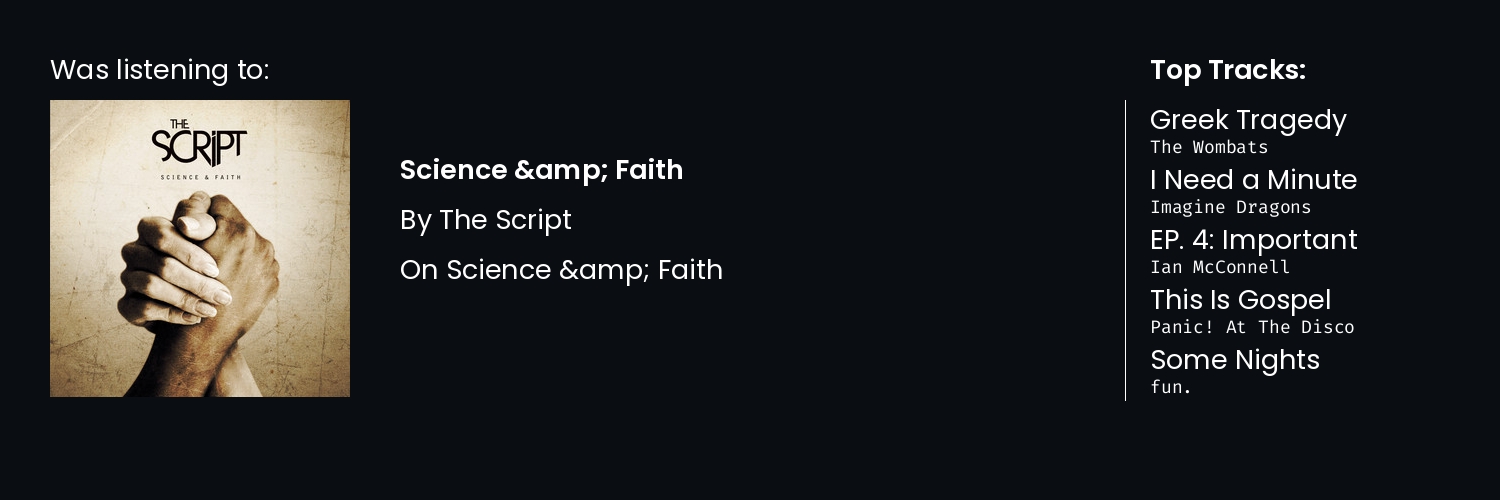 Was listening to:
THE
SCRIPT
SCIENCE & FAITH
Science &amp; Faith
By The Script
On Science &amp; Faith
Top Tracks:
Greek Tragedy
The Wombats
I Need a Minute
Imagine Dragons
EP. 4: Important
Ian McConnell
This Is Gospel
Panic! At The Disco
Some Nights
fun.